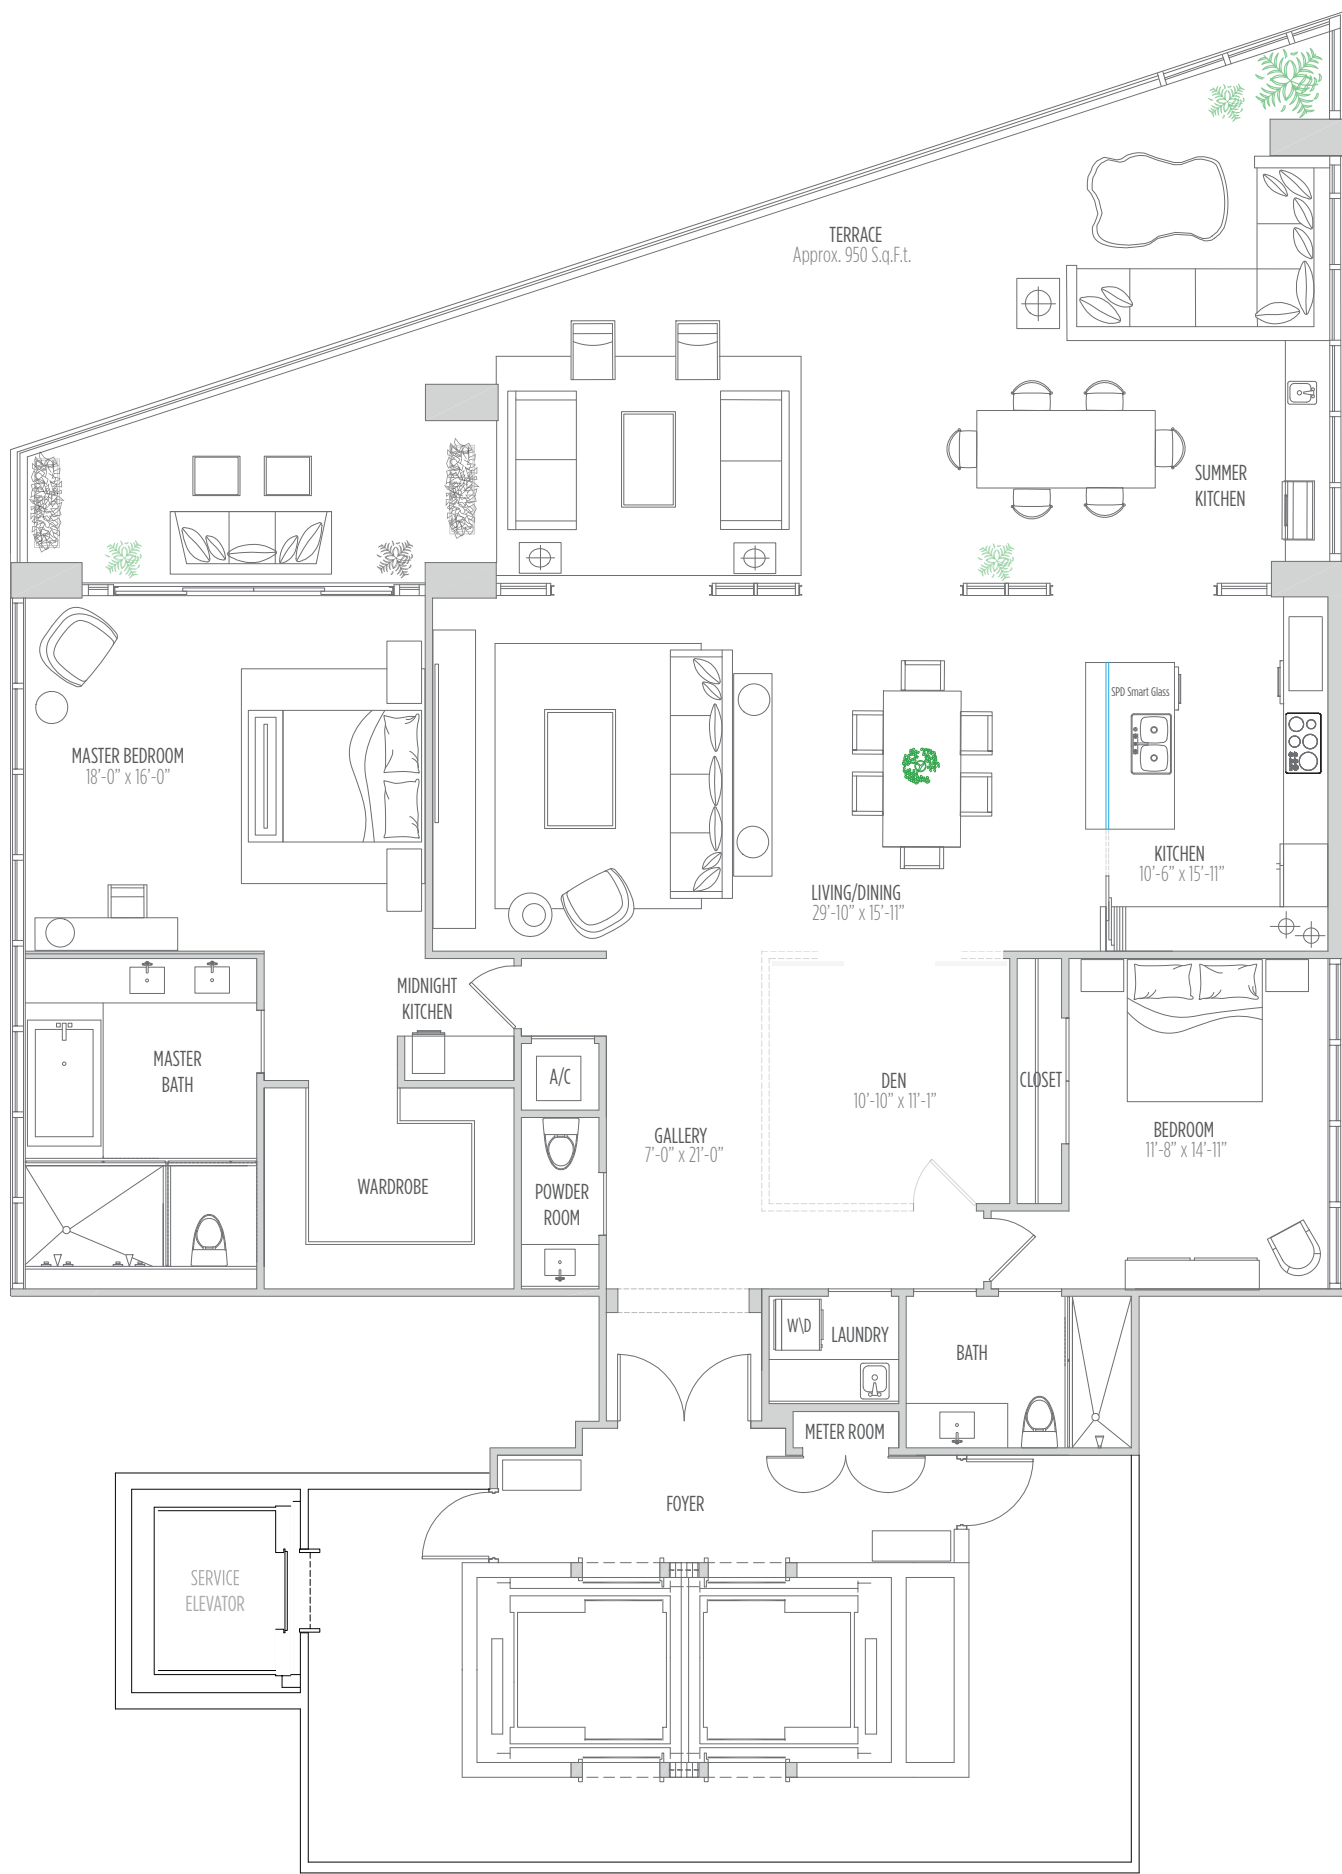 TERRACE
Approx. 950 S.q.F.t.
SUMMER
KITCHEN
SPD Smart Glass
MASTER BEDROOM
18'-0" x 16'-0"
KITCHEN
10'-6" x 15'-11"
LIVING/DINING
29'-10" x 15'-11"
MIDNIGHT
KITCHEN
MASTER
BATH
A/C
DEN
10'-10" x 11'-1"
CLOSET
GALLERY
7'-0" x 21'-0"
BEDROOM
11'-8" x 14'-11"
WARDROBE
POWDER
ROOM
W\D
LAUNDRY
BATH
METER ROOM
FOYER
SERVICE
ELEVATOR